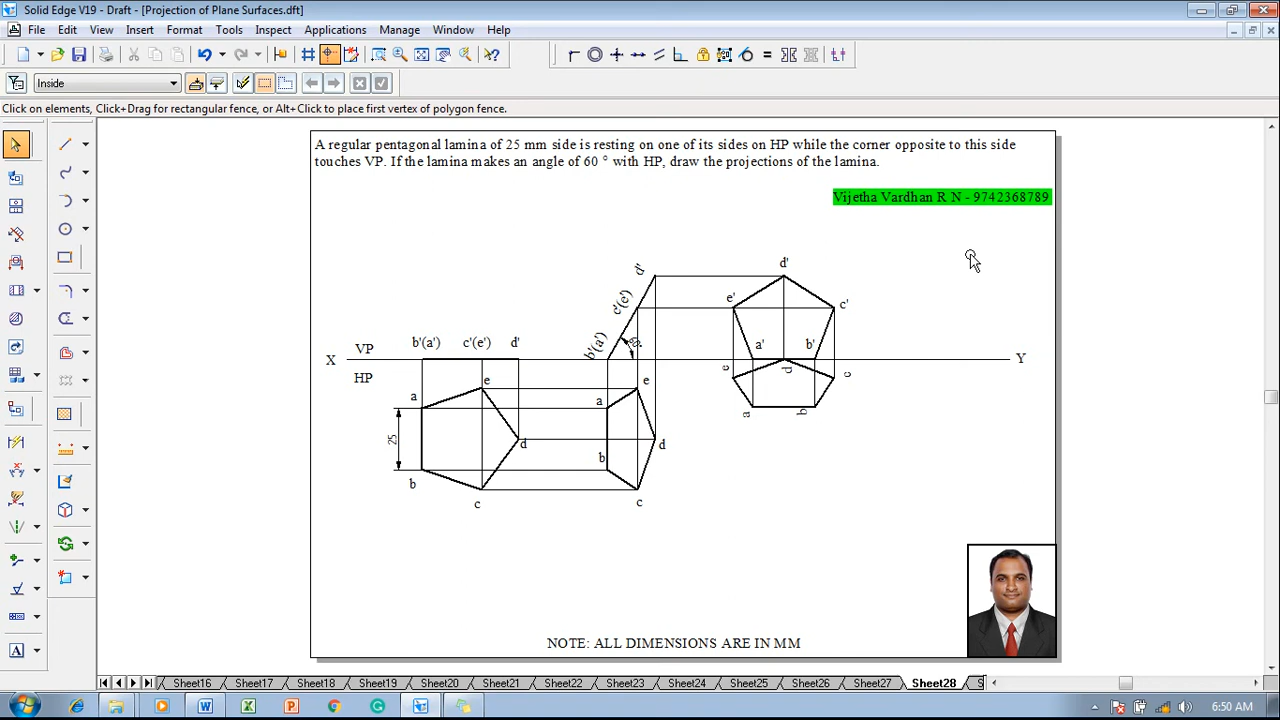 Solid Edge V19 - Draft - [Projection of Plane Surfaces.dft]
File Edit View Insert Format Tools Inspect Applications Manage Window Help
Inside
Click on elements, Click+Drag for rectangular fence, or Alt+Click to place first vertex of polygon fence.
A regular pentagonal lamina of 25 mm side is resting on one of its sides on HP while the corner opposite to this side
touches VP. If the lamina makes an angle of 60 ° with HP, draw the projections of the lamina.
Vijetha Vardhan R N - 9742368789
d' d'
c'(e') e' c'
b'(a') c'(e') d' b'(a') 60° a' b'
X VP Y
HP
e e e d c
a a a b
25
d d
b b
c c
NOTE: ALL DIMENSIONS ARE IN MM
A
Sheet16 Sheet17 Sheet18 Sheet19 Sheet20 Sheet21 Sheet22 Sheet23 Sheet24 Sheet25 Sheet26 Sheet27 Sheet28 S
6:50 AM